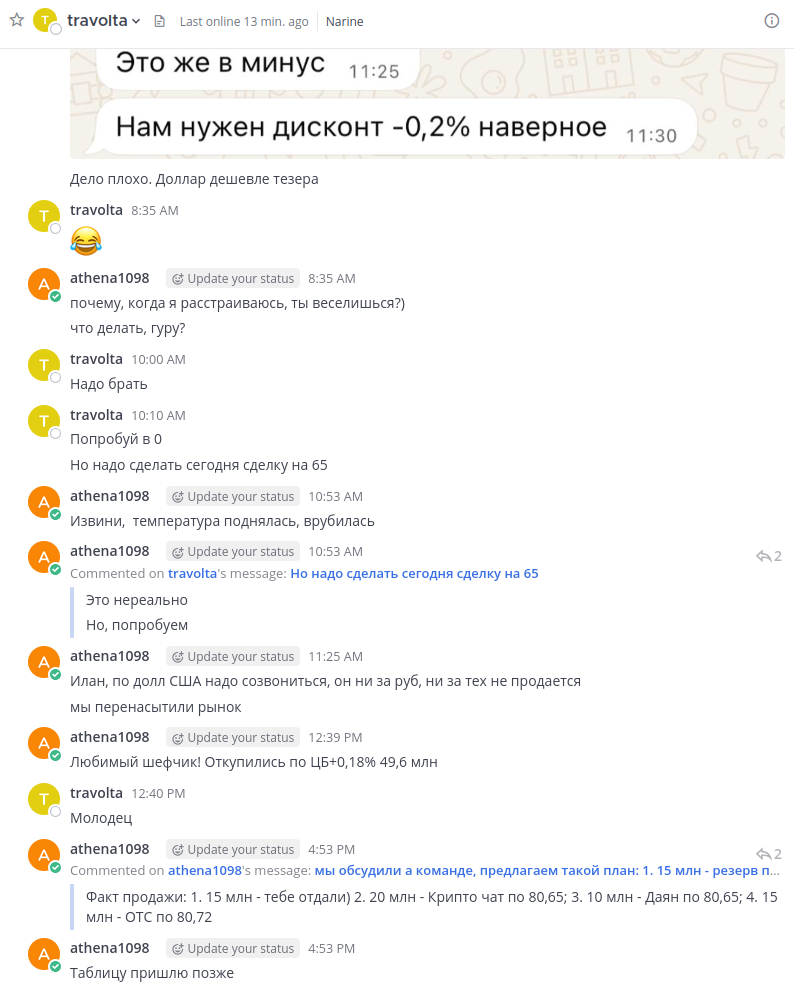 travolta
Last online 13 min. ago
Narine
Это же в минус 11:25
Нам нужен дисконт -0,2% наверное 11:30
Дело плохо. Доллар дешевле тезера
T travolta 8:35 AM
A athena1098 Update your status 8:35 AM
почему, когда я расстраиваюсь, ты веселишься?)
что делать, гуру?
T travolta 10:00 AM
Надо брать
T travolta 10:10 AM
Попробуй в 0
Но надо сделать сегодня сделку на 65
A athena1098 Update your status 10:53 AM
Извини, температура поднялась, врубилась
A athena1098 Update your status 10:53 AM 2
Commented on travolta's message: Но надо сделать сегодня сделку на 65
Это нереально
Но, попробуем
A athena1098 Update your status 11:25 AM
Илан, по долл США надо созвониться, он ни за руб, ни за тех не продается
мы перенасытили рынок
A athena1098 Update your status 12:39 PM
Любимый шефчик! Откупились по ЦБ+0,18% 49,6 млн
T travolta 12:40 PM
Молодец
A athena1098 Update your status 4:53 PM 2
Commented on athena1098's message: мы обсудили а команде, предлагаем такой план: 1. 15 млн - резерв п...
Факт продажи: 1. 15 млн - тебе отдали) 2. 20 млн - Крипто чат по 80,65; 3. 10 млн - Даян по 80,65; 4. 15
млн - ОТС по 80,72
A athena1098 Update your status 4:53 PM
Таблицу пришлю позже